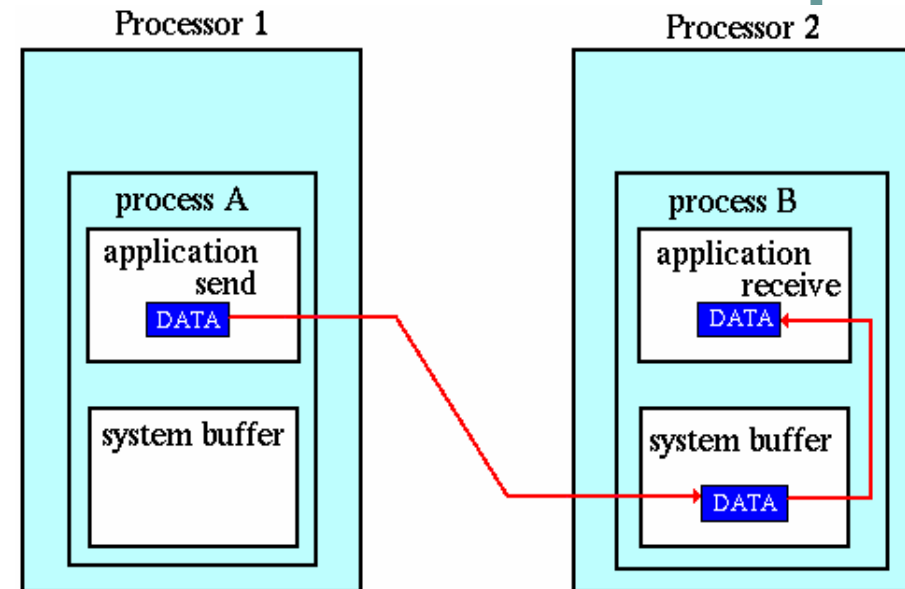 Processor 1
process A
application
send
DATA
system buffer
Processor 2
process B
application
receive
DATA
system buffer
DATA